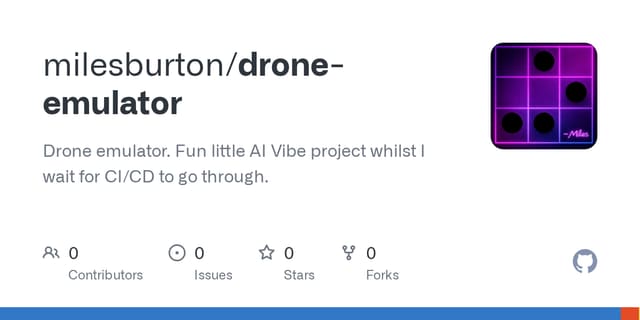 milesburton/drone-
emulator
Drone emulator. Fun little AI Vibe project whilst I
wait for CI/CD to go through.
~Miles
0
Contributors
0
Issues
0
Stars
0
Forks